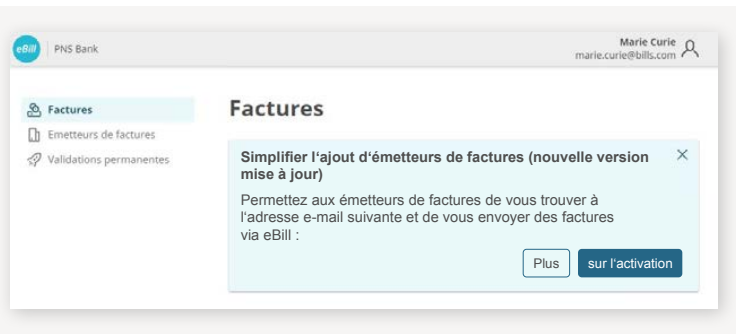 eBill
PNS Bank
Marie Curie
marie.curie@bills.com
Factures
Emetteurs de factures
Validations permanentes
Factures
Simplifier l‘ajout d‘émetteurs de factures (nouvelle version
mise à jour)
Permettez aux émetteurs de factures de vous trouver à
l‘adresse e-mail suivante et de vous envoyer des factures
via eBill :
Plus
sur l‘activation